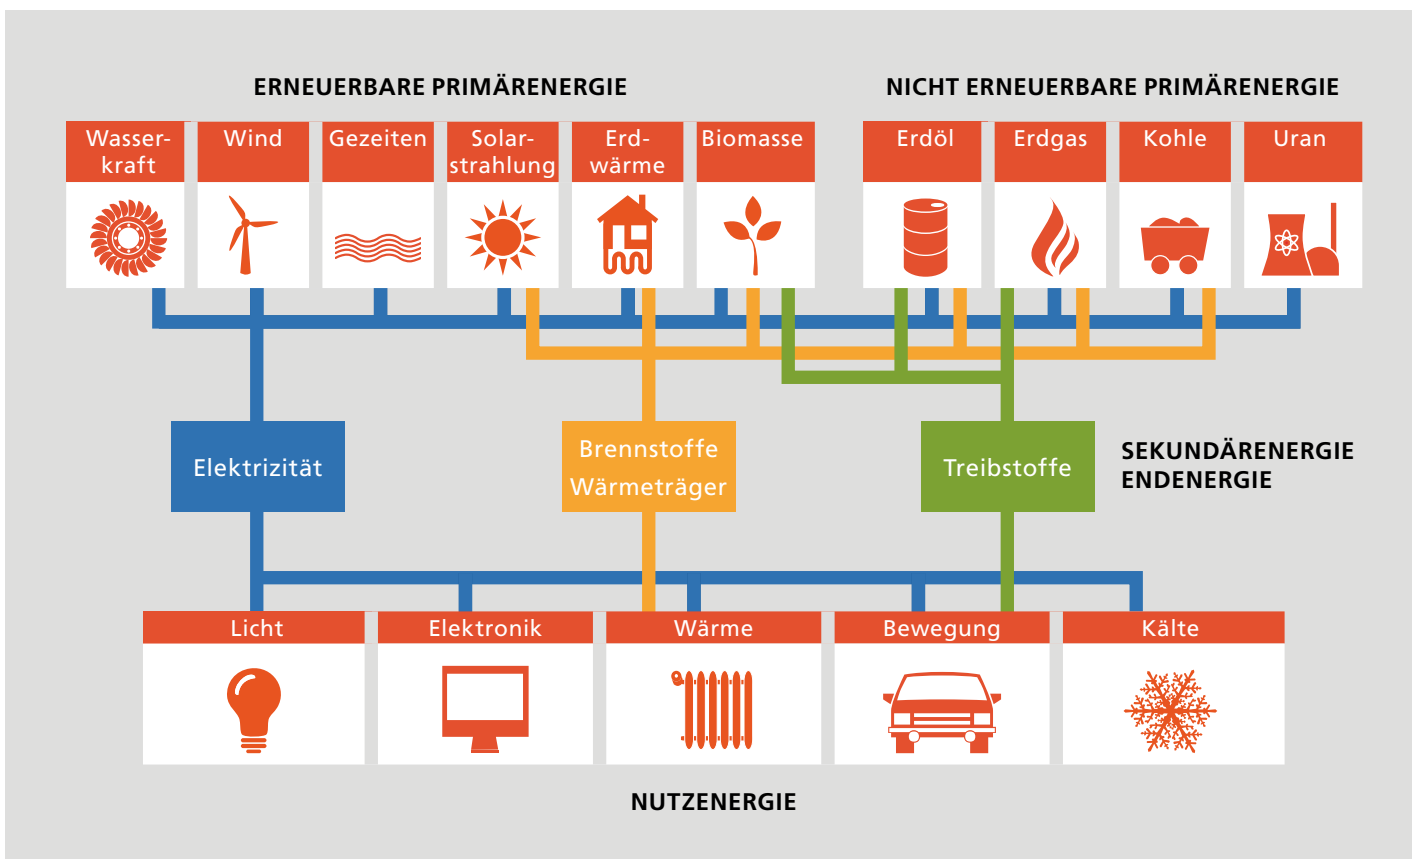 ERNEUERBARE PRIMÄRENERGIE
NICHT ERNEUERBARE PRIMÄRENERGIE
Wasser-
kraft
Wind
Gezeiten
Solar-
strahlung
Erd-
wärme
Biomasse
Erdöl
Erdgas
Kohle
Uran
Elektrizität
Brennstoffe
Wärmeträger
Treibstoffe
SEKUNDÄRENERGIE
ENDENERGIE
Licht
Elektronik
Wärme
Bewegung
Kälte
NUTZENERGIE